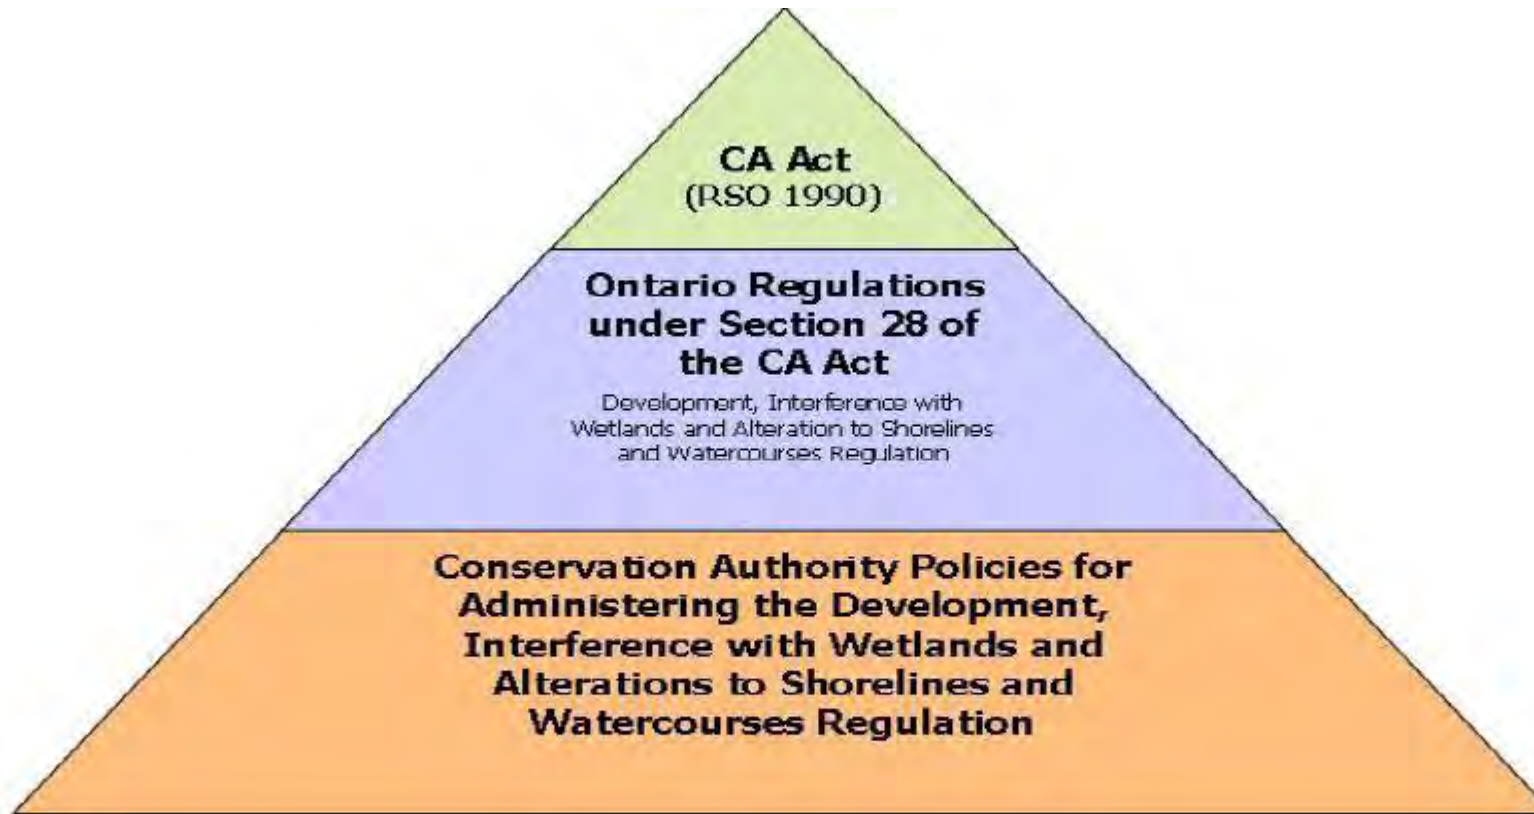 CA Act
(RSO 1990)
Ontario Regulations
under Section 28 of
the CA Act
Development, Interference with
Wetlands and Alteration to Shorelines
and Watercourses Regulation
Conservation Authority Policies for
Administering the Development,
Interference with Wetlands and
Alterations to Shorelines and
Watercourses Regulation